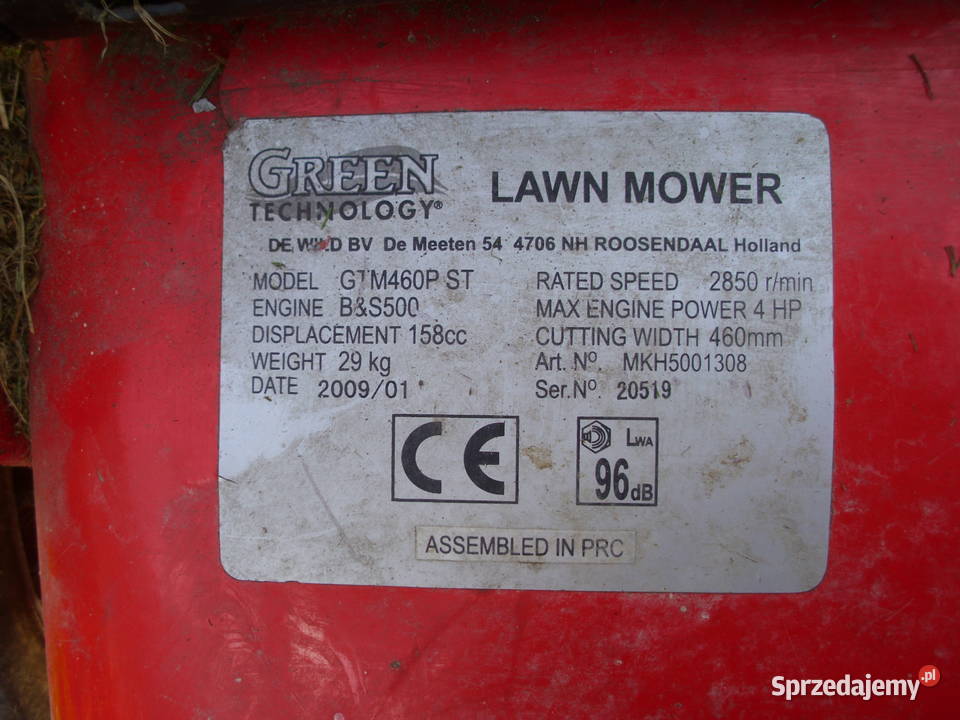 GREEN
TECHNOLOGY®
LAWN MOWER
DE WILD BV De Meeten 54 4706 NH ROOSENDAAL Holland
MODEL GTM460P ST
ENGINE B&S500
DISPLACEMENT 158cc
WEIGHT 29 kg
DATE 2009/01
RATED SPEED 2850 r/min
MAX ENGINE POWER 4 HP
CUTTING WIDTH 460mm
Art. Nº. MKH5001308
Ser.Nº. 20519
CE
LWA
96 dB
ASSEMBLED IN PRC
Sprzedajemy.pl